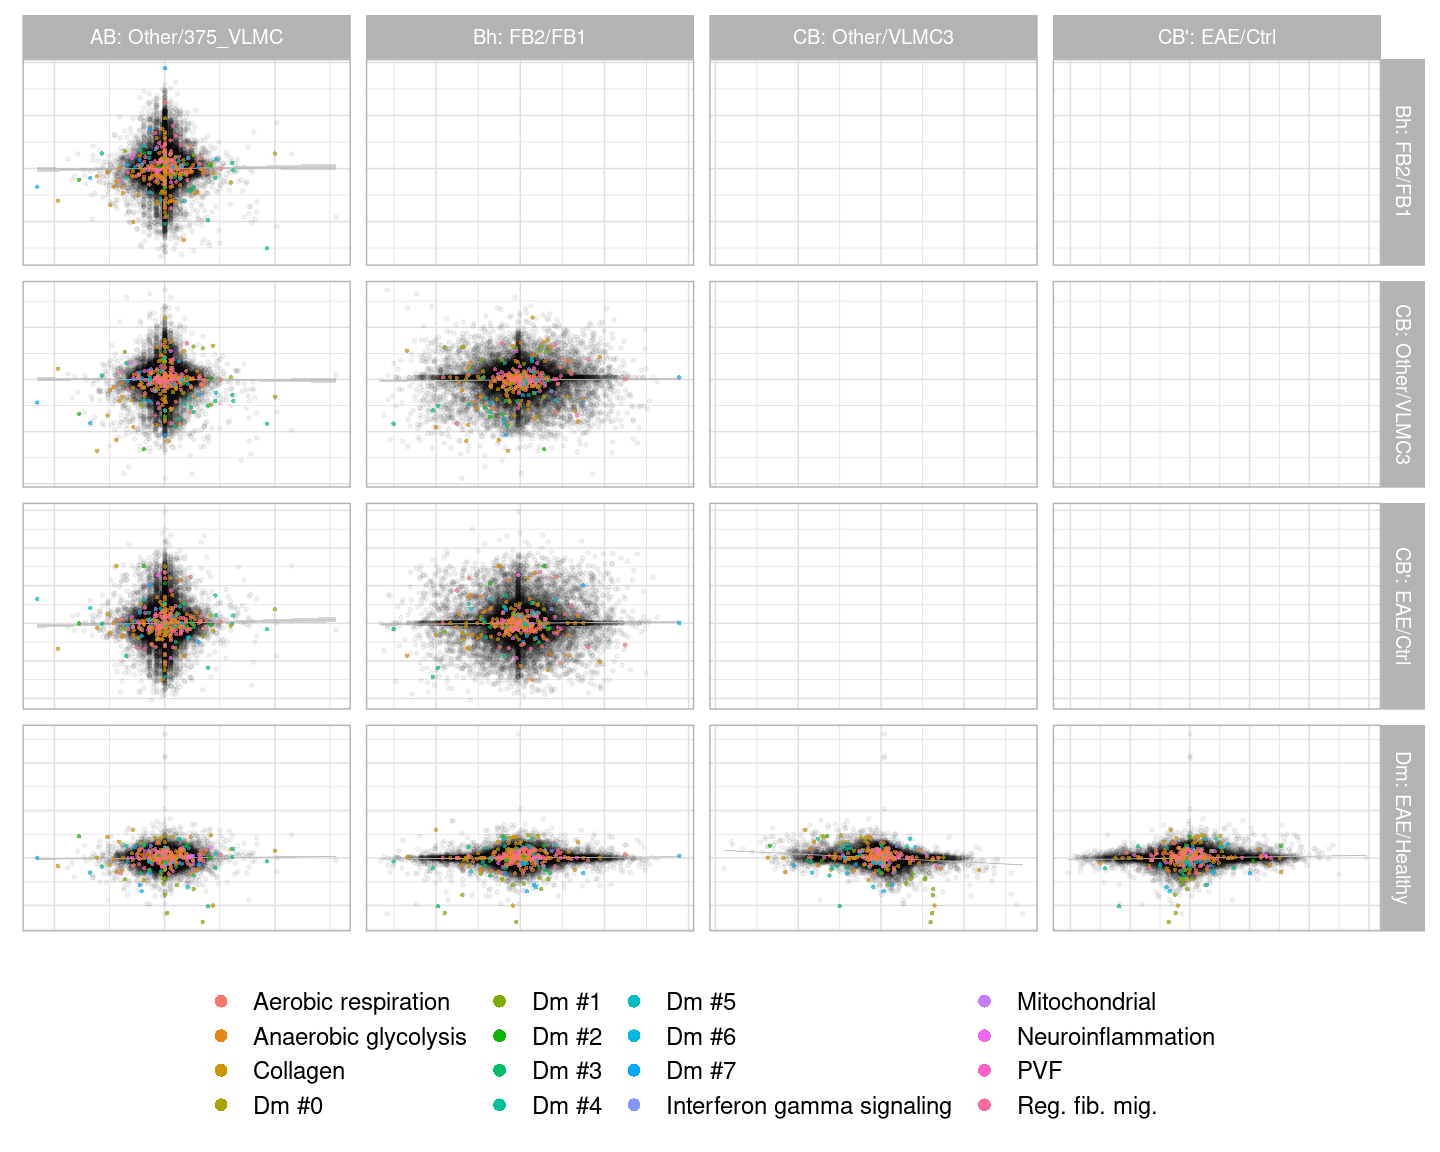 AB: Other/375_VLMC
Bh: FB2/FB1
CB: Other/VLMC3
CB': EAE/Ctrl
Bh: FB2/FB1
CB: Other/VLMC3
CB': EAE/Ctrl
Dm: EAE/Healthy
Aerobic respiration
Anaerobic glycolysis
Collagen
Dm #0
Dm #1
Dm #2
Dm #3
Dm #4
Dm #5
Dm #6
Dm #7
Interferon gamma signaling
Mitochondrial
Neuroinflammation
PVF
Reg. fib. mig.